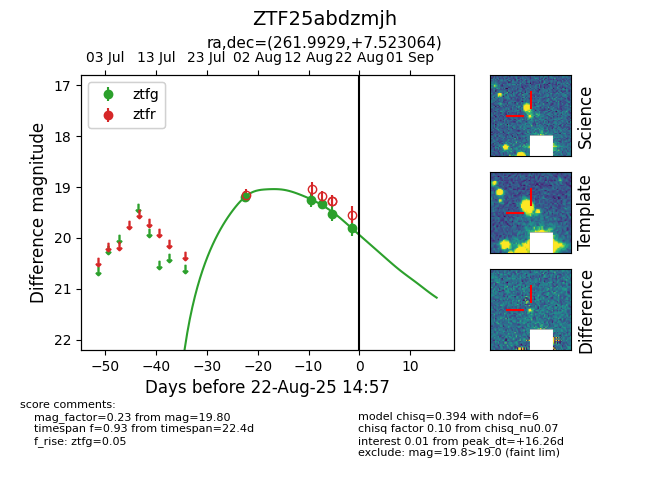 ZTF25abdzmjh
ra,dec=(261.9929,+7.523064)
03 Jul 13 Jul 23 Jul 02 Aug 12 Aug 22 Aug 01 Sep
ztfg
ztfr
17
18
19
20
21
22
Difference magnitude
−50 −40 −30 −20 −10 0 10
Days before 22-Aug-25 14:57
Science
Template
Difference
score comments:
mag_factor=0.23 from mag=19.80
timespan f=0.93 from timespan=22.4d
f_rise: ztfg=0.05
model chisq=0.394 with ndof=6
chisq factor 0.10 from chisq_nu0.07
interest 0.01 from peak_dt=+16.26d
exclude: mag=19.8>19.0 (faint lim)